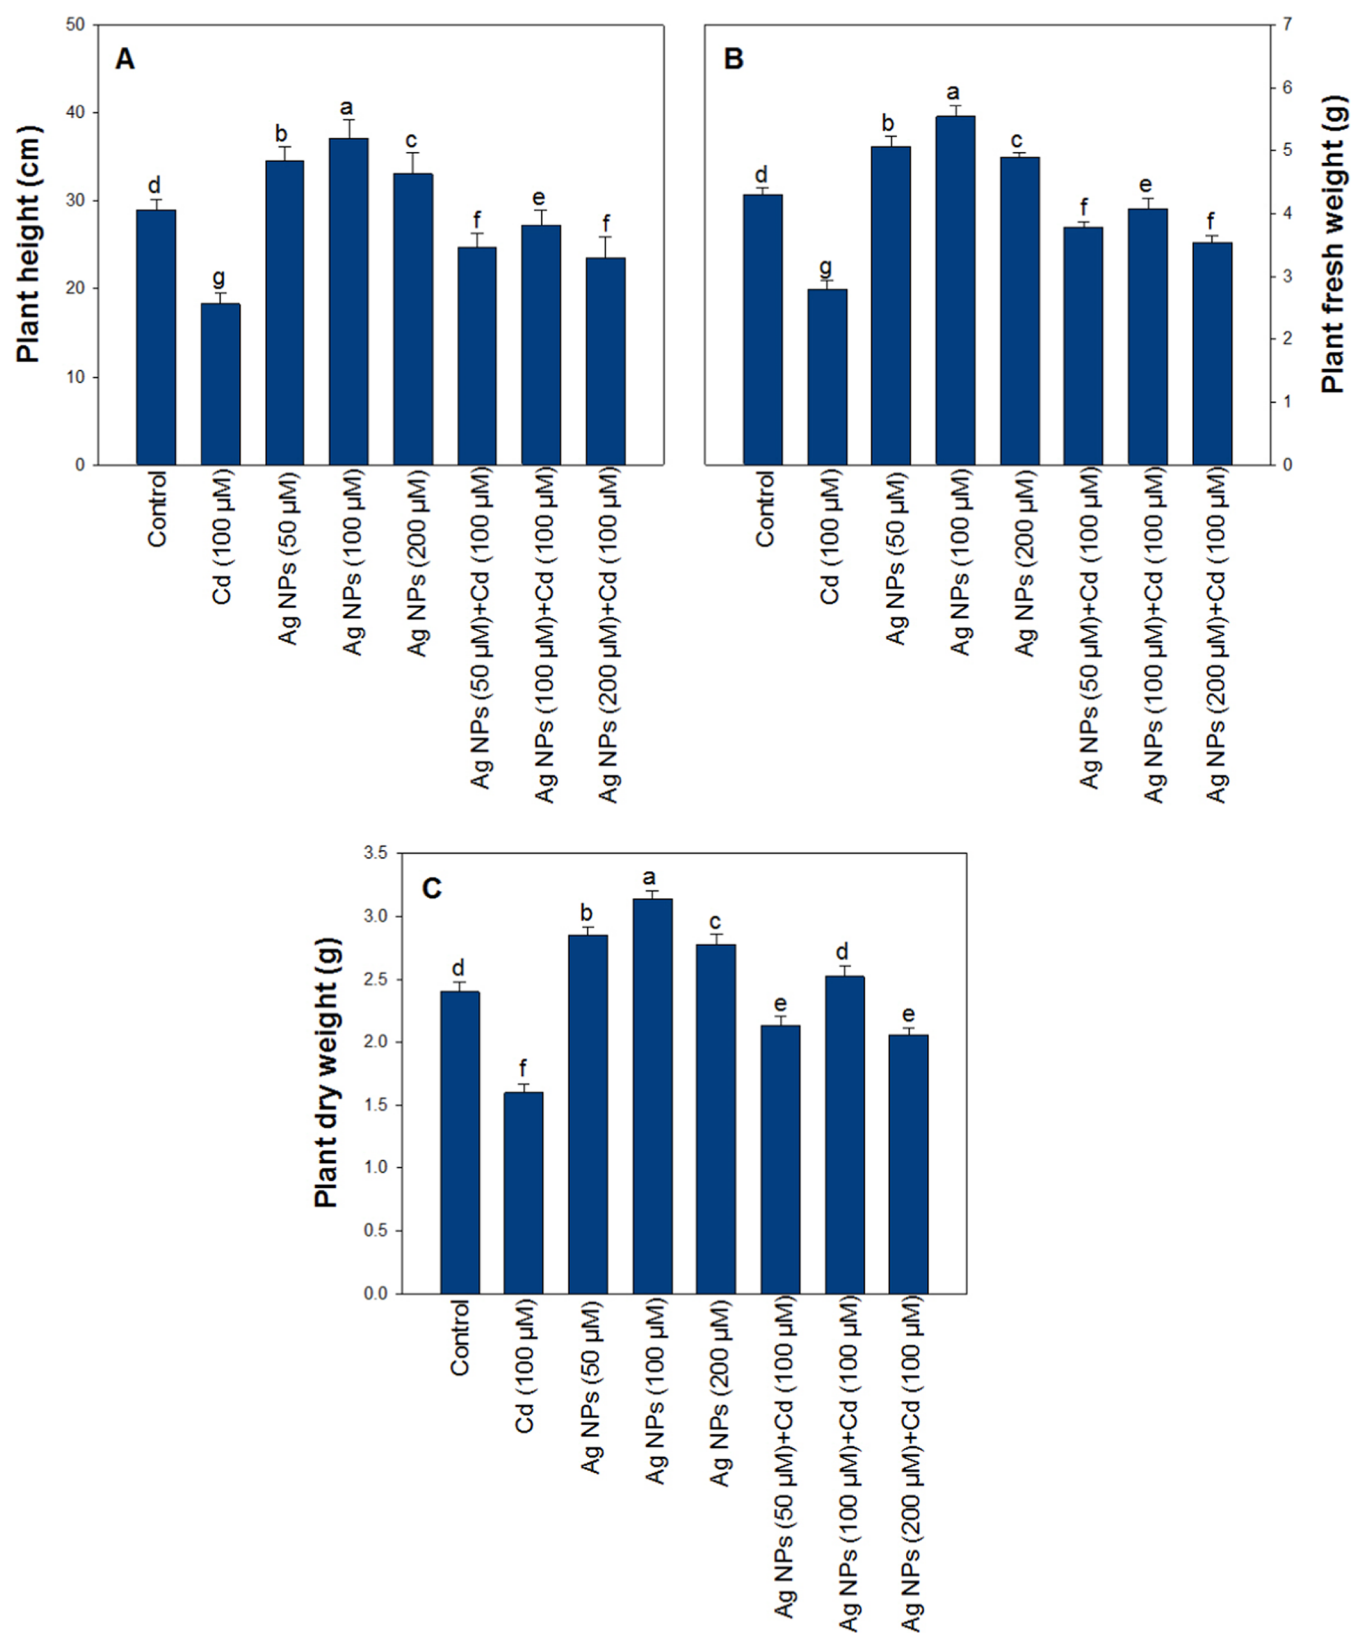 A
Plant height (cm)
50
40
30
20
10
0
d
g
b
a
c
f
e
f
Control
Cd (100 µM)
Ag NPs (50 µM)
Ag NPs (100 µM)
Ag NPs (200 µM)
Ag NPs (50 µM)+Cd (100 µM)
Ag NPs (100 µM)+Cd (100 µM)
Ag NPs (200 µM)+Cd (100 µM)
B
Plant fresh weight (g)
7
6
5
4
3
2
1
0
d
g
b
a
c
f
e
f
Control
Cd (100 µM)
Ag NPs (50 µM)
Ag NPs (100 µM)
Ag NPs (200 µM)
Ag NPs (50 µM)+Cd (100 µM)
Ag NPs (100 µM)+Cd (100 µM)
Ag NPs (200 µM)+Cd (100 µM)
C
Plant dry weight (g)
3.5
3.0
2.5
2.0
1.5
1.0
0.5
0.0
d
f
b
a
c
e
d
e
Control
Cd (100 µM)
Ag NPs (50 µM)
Ag NPs (100 µM)
Ag NPs (200 µM)
Ag NPs (50 µM)+Cd (100 µM)
Ag NPs (100 µM)+Cd (100 µM)
Ag NPs (200 µM)+Cd (100 µM)